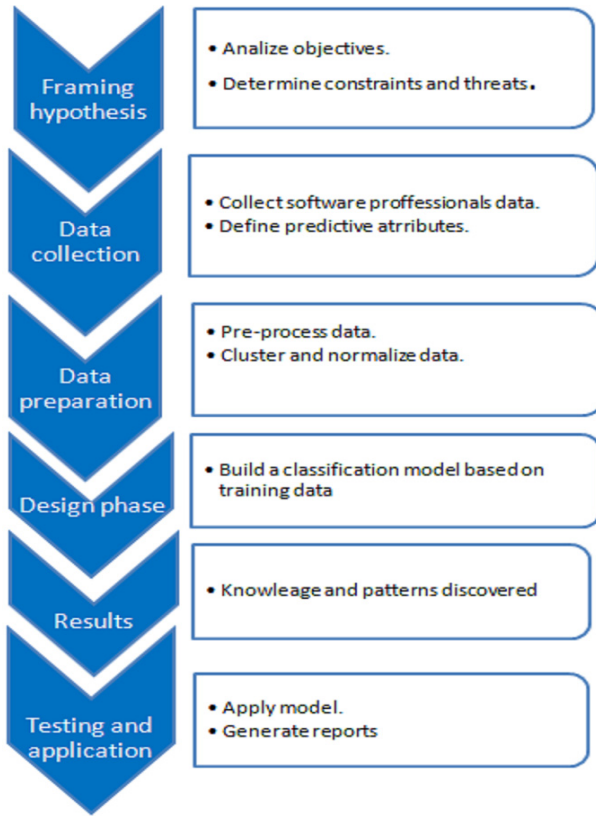 Framing
hypothesis
• Analize objectives.
• Determine constraints and threats.
Data
collection
• Collect software proffessionals data.
• Define predictive atrributes.
Data
preparation
• Pre-process data.
• Cluster and normalize data.
Design phase
• Build a classification model based on
training data
Results
• Knowleage and patterns discovered
Testing and
application
• Apply model.
• Generate reports